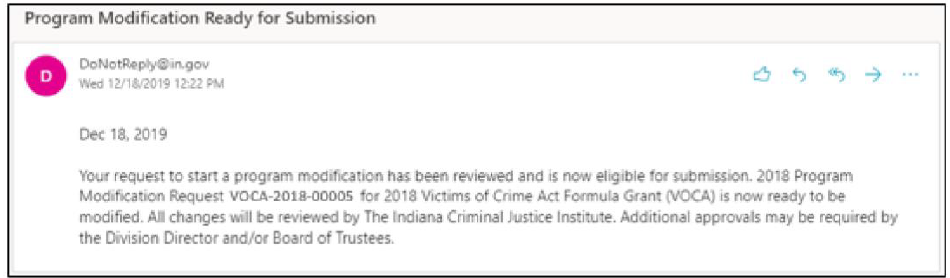 Program Modification Ready for Submission
D
DoNotReply@in.gov
Wed 12/18/2019 12:22 PM
Dec 18, 2019
Your request to start a program modification has been reviewed and is now eligible for submission. 2018 Program
Modification Request VOCA-2018-00005 for 2018 Victims of Crime Act Formula Grant (VOCA) is now ready to be
modified. All changes will be reviewed by The Indiana Criminal Justice Institute. Additional approvals may be required by
the Division Director and/or Board of Trustees.